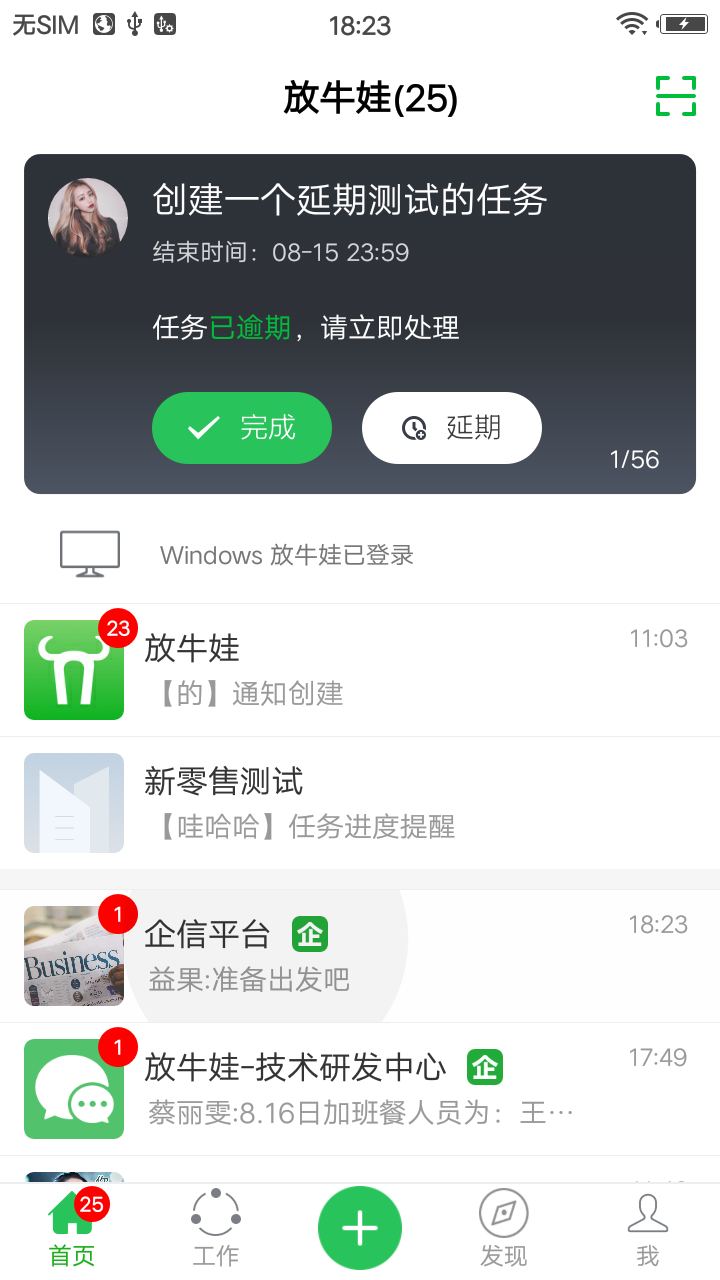 无SIM
18:23
放牛娃(25)
创建一个延期测试的任务
结束时间：08-15 23:59
任务已逾期，请立即处理
完成
延期
1/56
Windows 放牛娃已登录
23
放牛娃
11:03
【的】通知创建
新零售测试
【哇哈哈】任务进度提醒
1
企信平台 企
18:23
Business
益果:准备出发吧
1
放牛娃-技术研发中心 企
17:49
蔡丽雯:8.16日加班餐人员为：王…
25
首页
工作
发现
我